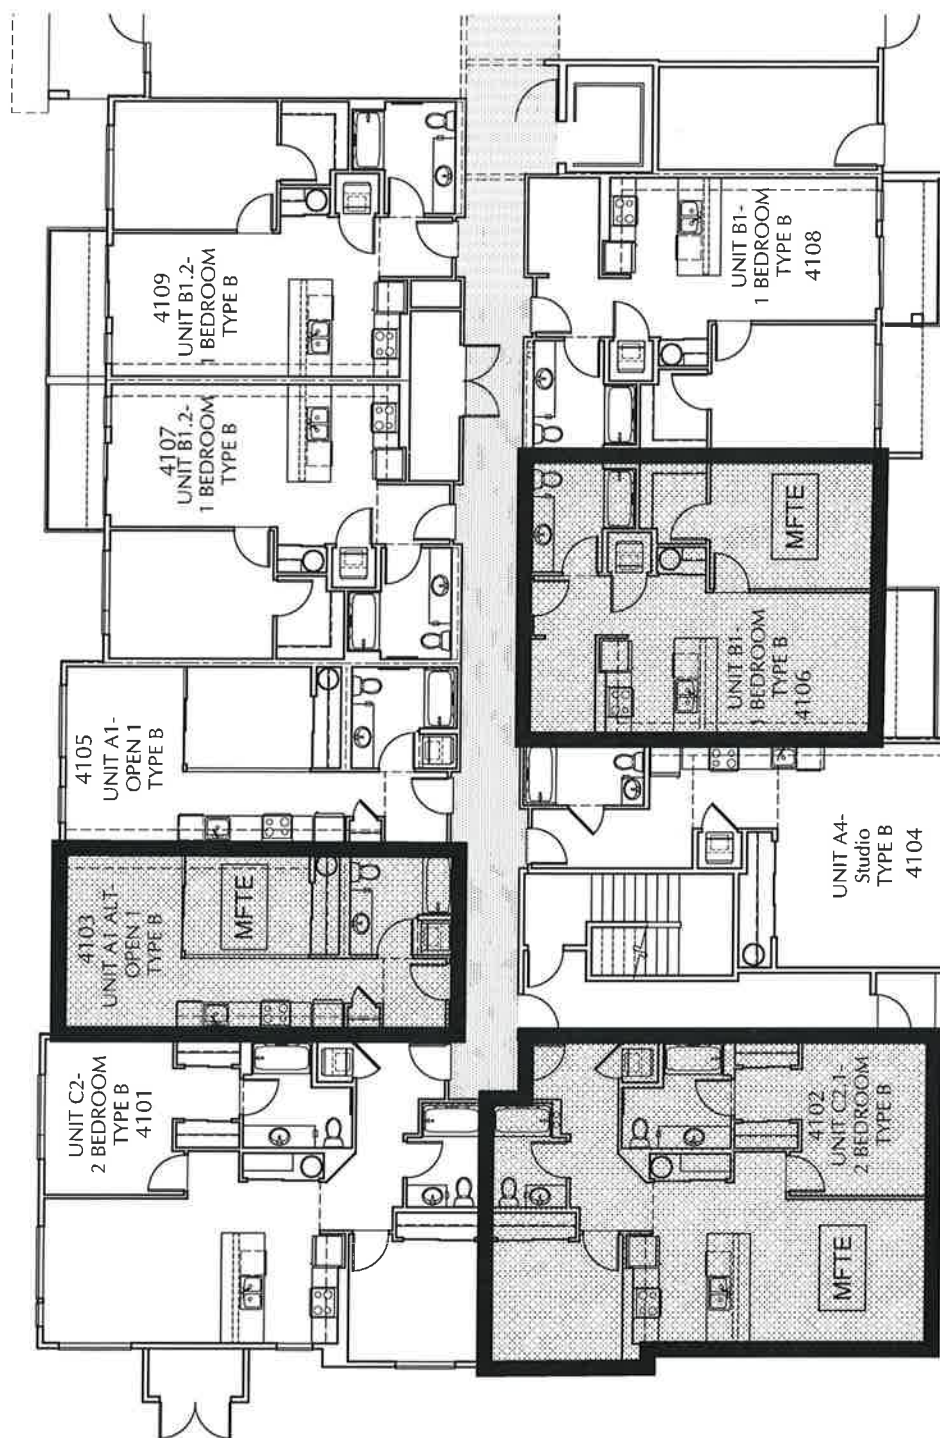 4109
UNIT B1.2-
1 BEDROOM
TYPE B
UNIT B1-
1 BEDROOM
TYPE B
4108
4107
UNIT B1.2-
1 BEDROOM
TYPE B
MFTE
UNIT B1-
1 BEDROOM
TYPE B
4106
4105
UNIT A1-
OPEN 1
TYPE B
4103
UNIT A1 ALT-
OPEN 1
TYPE B
MFTE
UNIT A4-
Studio
TYPE B
4104
UNIT C2-
2 BEDROOM
TYPE B
4101
4102
UNIT C2.1-
2 BEDROOM
TYPE B
MFTE